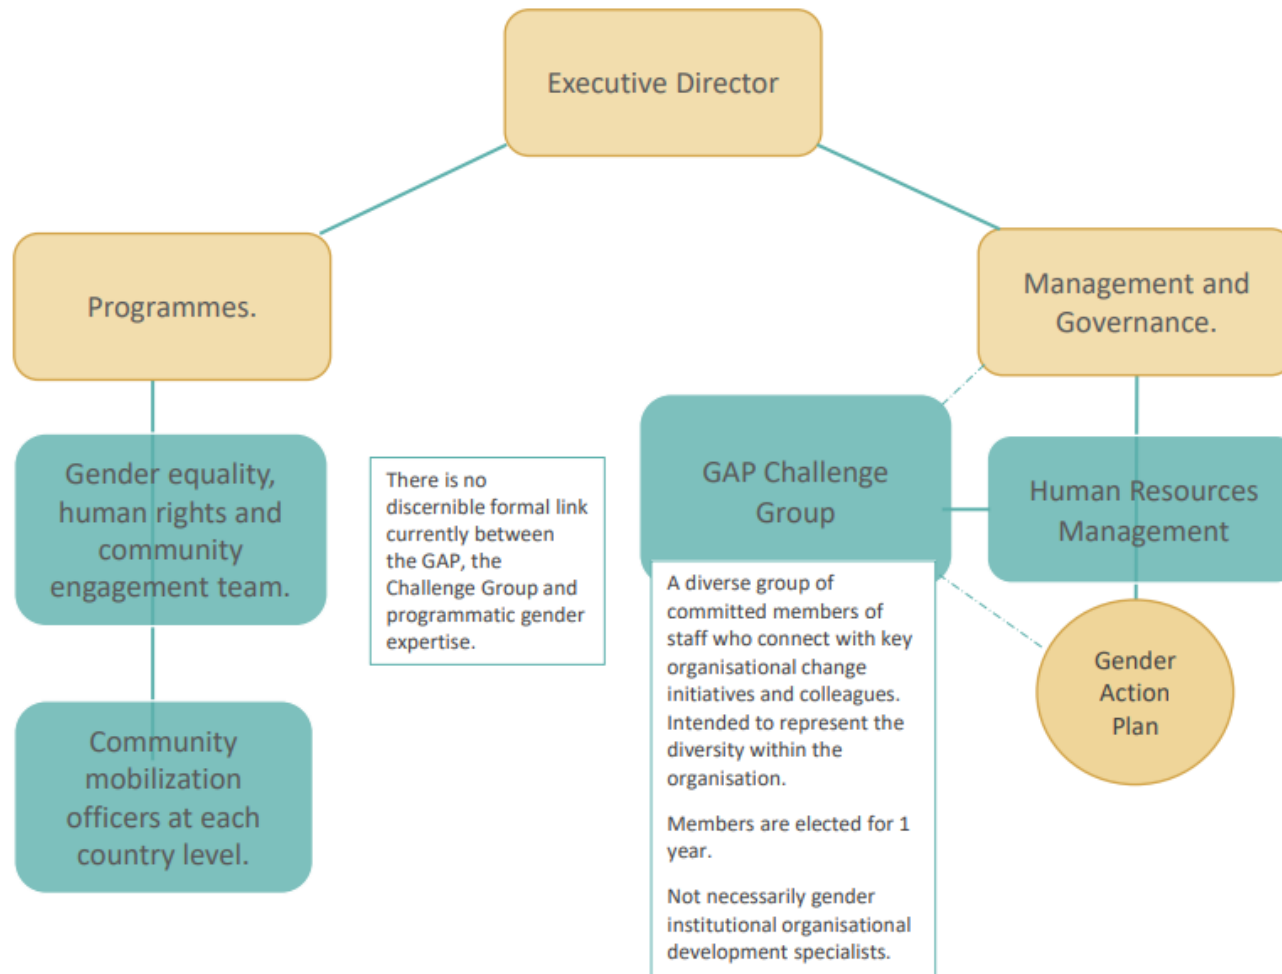 Executive Director
Programmes.
Management and
Governance.
Gender equality,
human rights and
community
engagement team.
There is no
discernible formal link
currently between
the GAP, the
Challenge Group and
programmatic gender
expertise.
GAP Challenge
Group
Human Resources
Management
A diverse group of
committed members of
staff who connect with key
organisational change
initiatives and colleagues.
Intended to represent the
diversity within the
organisation.
Members are elected for 1
year.
Not necessarily gender
institutional organisational
development specialists.
Gender
Action
Plan
Community
mobilization
officers at each
country level.